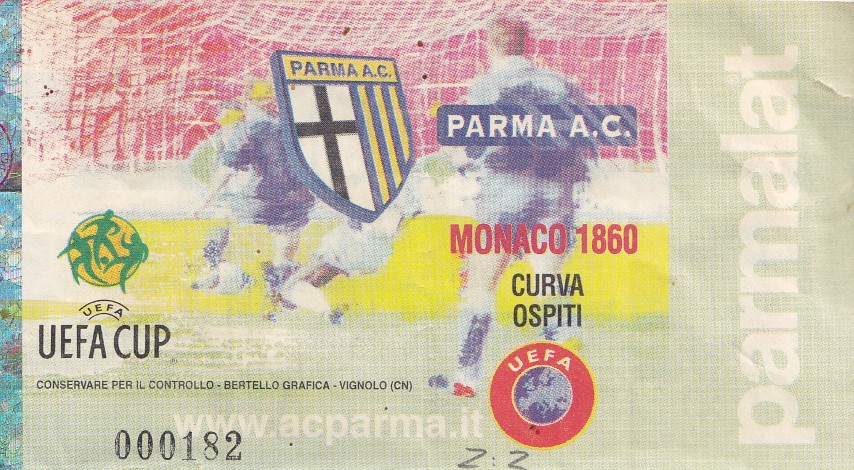 PARMA A.C.
PARMA A.C.
MONACO 1860
CURVA
OSPITI
UEFA
UEFA CUP
CONSERVARE PER IL CONTROLLO - BERTELLO GRAFICA - VIGNOLO (CN)
UEFA
www.acparma.it
000182
2:2
parmalat